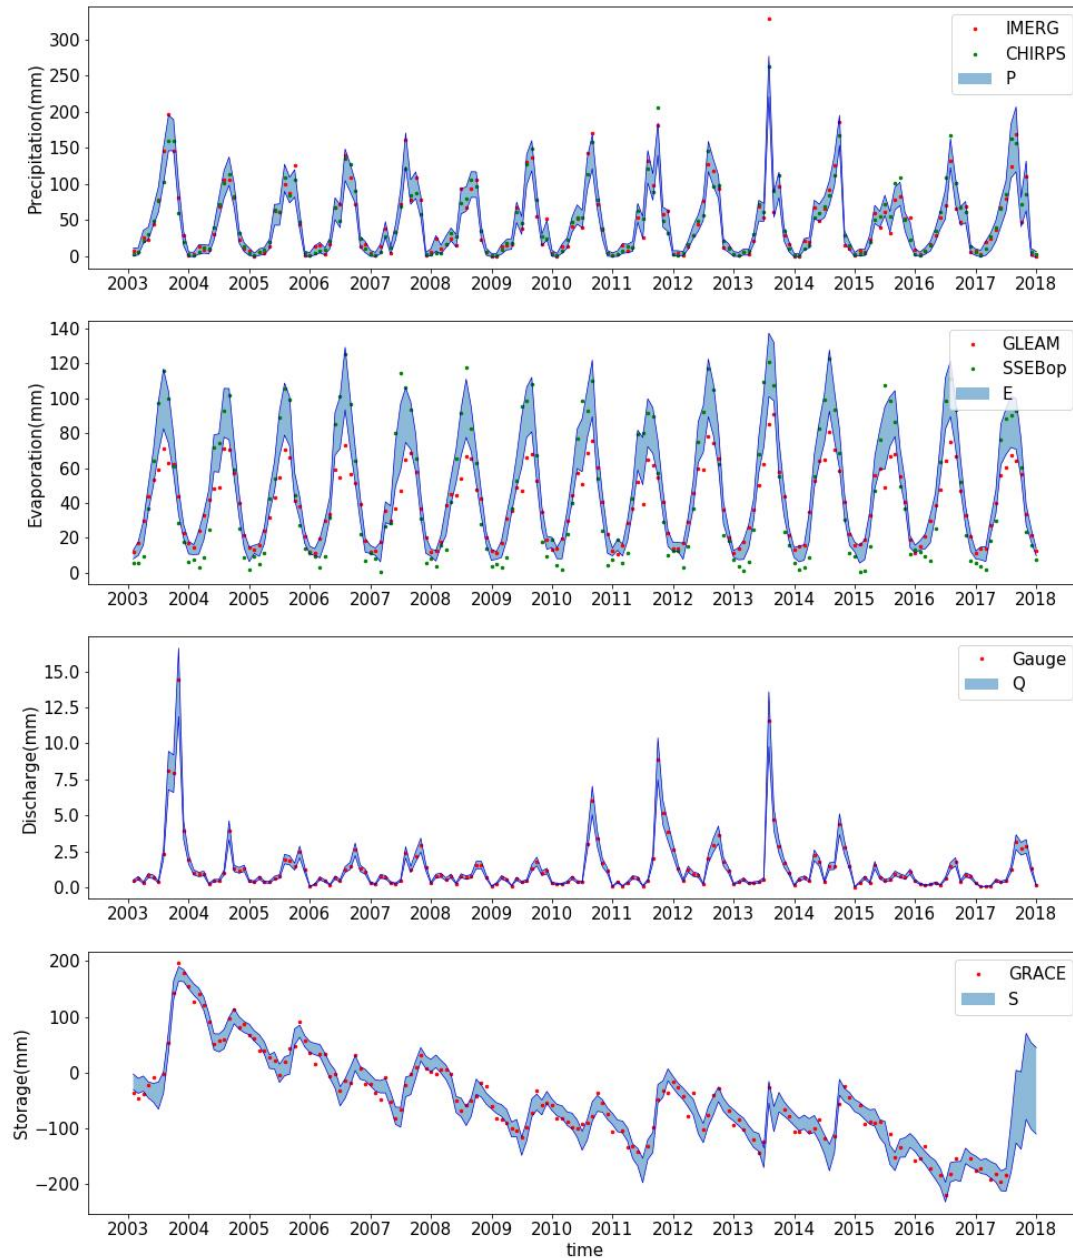 Precipitation(mm)
300
250
200
150
100
50
0
IMERG
CHIRPS
P
2003 2004 2005 2006 2007 2008 2009 2010 2011 2012 2013 2014 2015 2016 2017 2018
Evaporation(mm)
140
120
100
80
60
40
20
0
GLEAM
SSEBop
E
2003 2004 2005 2006 2007 2008 2009 2010 2011 2012 2013 2014 2015 2016 2017 2018
Discharge(mm)
15.0
12.5
10.0
7.5
5.0
2.5
0.0
Gauge
Q
2003 2004 2005 2006 2007 2008 2009 2010 2011 2012 2013 2014 2015 2016 2017 2018
Storage(mm)
200
100
0
−100
−200
GRACE
S
2003 2004 2005 2006 2007 2008 2009 2010 2011 2012 2013 2014 2015 2016 2017 2018
time